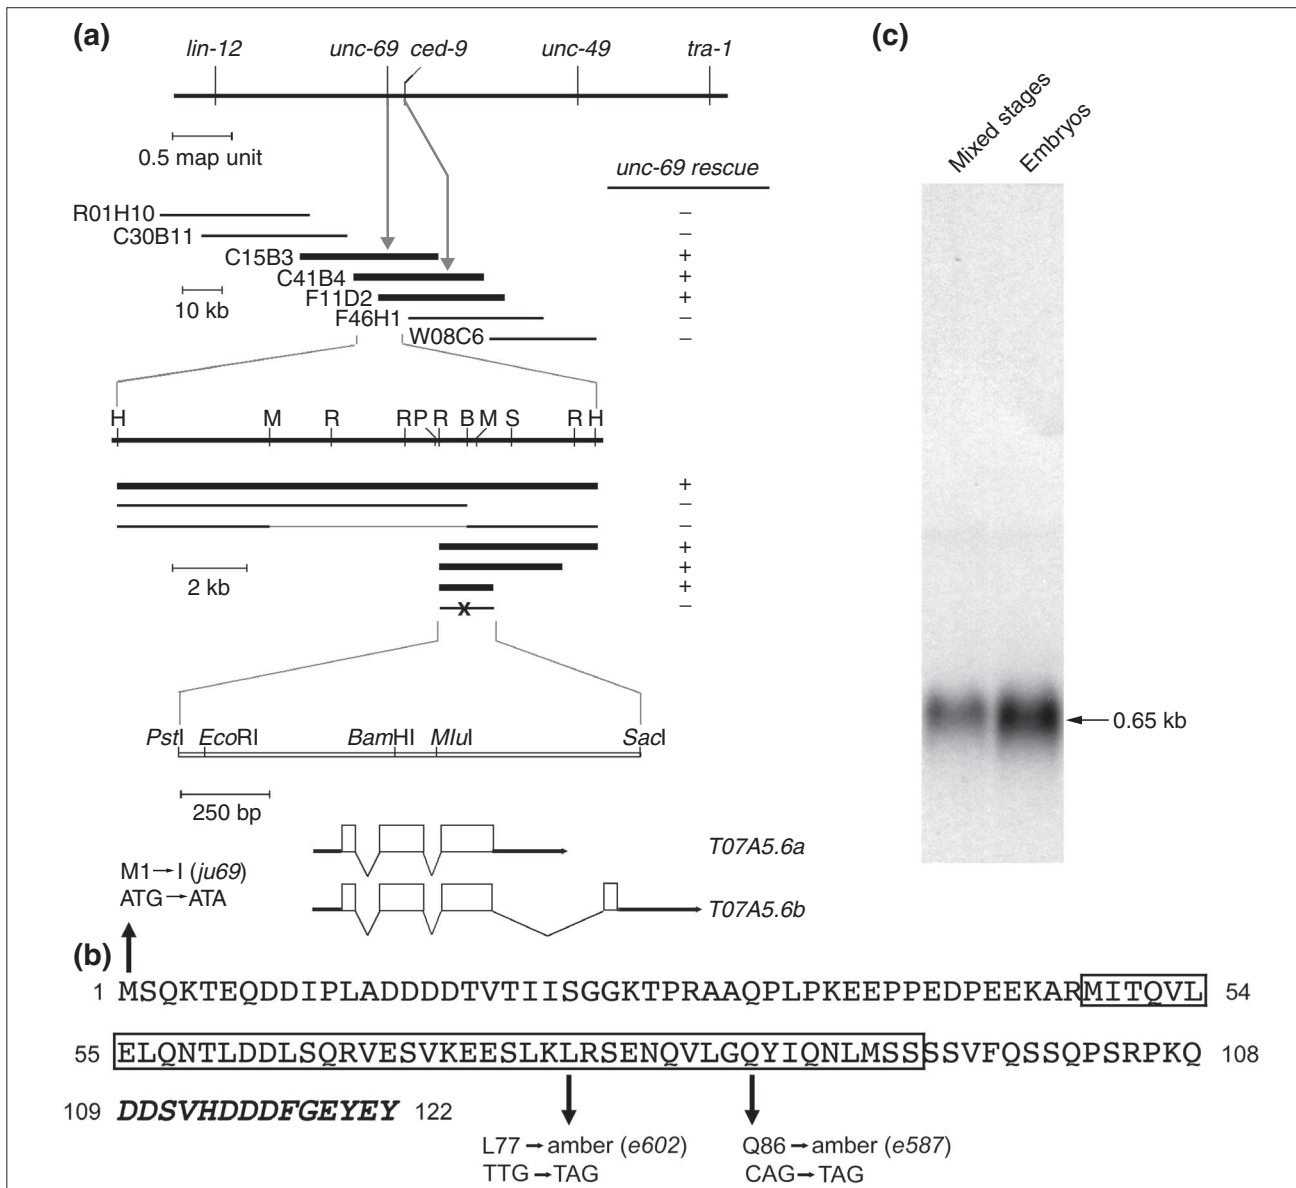 (a)
lin-12 unc-69 ced-9 unc-49 tra-1
0.5 map unit
unc-69 rescue
R01H10 –
C30B11 –
C15B3 +
C41B4 +
10 kb F11D2 +
F46H1 –
W08C6 –
H M R R P R B M S R H
+
–
–
+
2 kb +
+
x –
PstI EcoRI BamHI MluI SacI
250 bp
T07A5.6a
M1→I (ju69)
ATG→ATA
T07A5.6b
(b)
1 MSQKTEQDDIPLADDDDTVTIISGGKTPRAAQPLPKEEPPEDPEEKARMITQVL 54
55 ELQNTLDDLSQRVESVKEESLKLRSENQVLGQYIQNLMSSSSVFQSSQPSRPKQ 108
109 DDSVHDDDFGEYEY 122
L77→amber (e602) Q86→amber (e587)
TTG→TAG CAG→TAG
(c)
Mixed stages
Embryos
0.65 kb